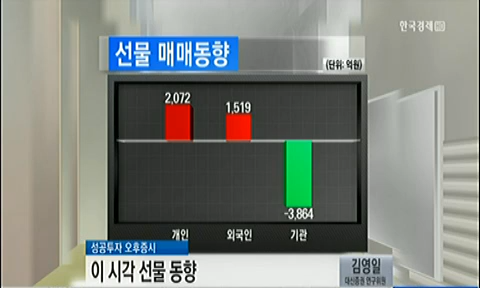 한국경제 HD
선물 매매동향
(단위: 억원)
2,072
1,519
-3,864
개인 외국인 기관
성공투자 오후증시
이 시각 선물 동향
김영일
대신증권 연구위원